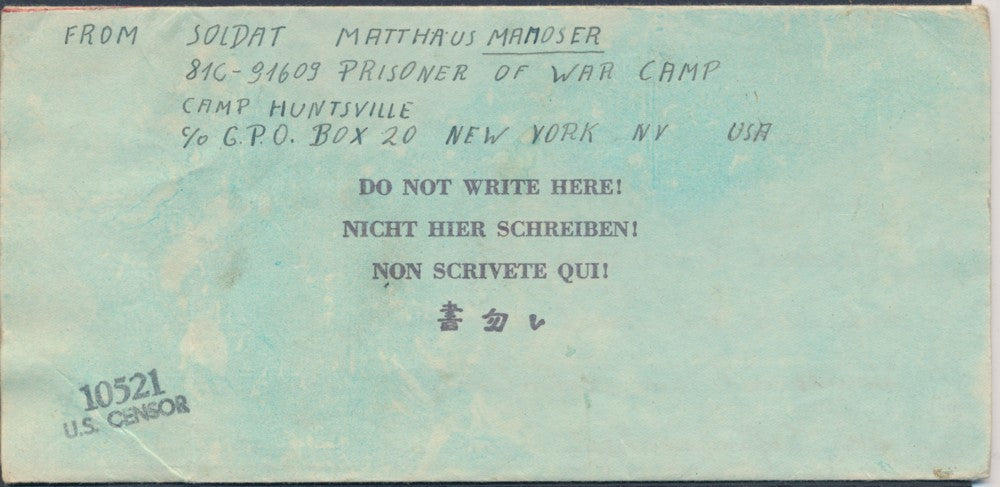 FROM SOLDAT MATTHÄUS MAMOSER
81G-91609 PRISONER OF WAR CAMP
CAMP HUNTSVILLE
c/o G.P.O. BOX 20 NEW YORK NY USA
DO NOT WRITE HERE!
NICHT HIER SCHREIBEN!
NON SCRIVETE QUI!
書勿レ
10521
U.S. CENSOR